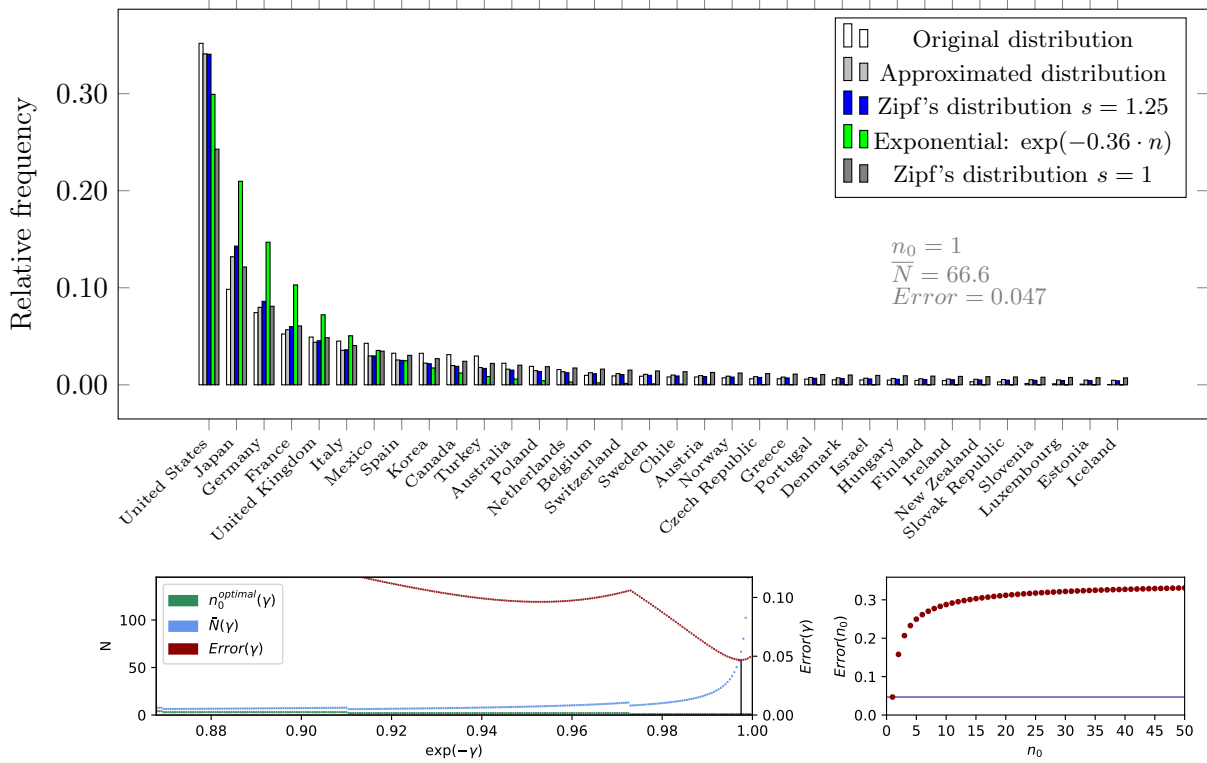 Original distribution
Approximated distribution
Zipf's distribution s = 1.25
Exponential: exp(−0.36 · n)
Zipf's distribution s = 1
Relative frequency
0.30
0.20
0.10
0.00
n₀ = 1
N̅ = 66.6
Error = 0.047
United States
Japan
Germany
France
United Kingdom
Italy
Mexico
Spain
Korea
Canada
Turkey
Australia
Poland
Netherlands
Belgium
Switzerland
Sweden
Chile
Austria
Norway
Czech Republic
Greece
Portugal
Denmark
Israel
Hungary
Finland
Ireland
New Zealand
Slovak Republic
Slovenia
Luxembourg
Estonia
Iceland
n₀^optimal(γ)
N̄(γ)
Error(γ)
N
100
50
0
0.88 0.90 0.92 0.94 0.96 0.98 1.00
exp(−γ)
0.10
0.05
0.00
Error(γ)
Error(n₀)
0.3
0.2
0.1
0.0
0 5 10 15 20 25 30 35 40 45 50
n₀